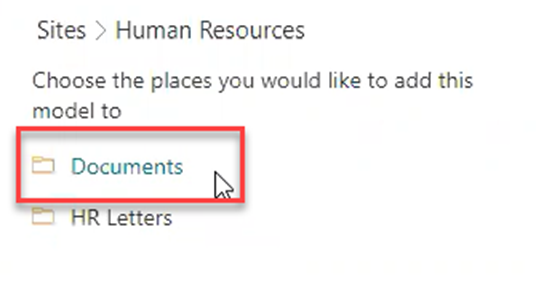 Sites > Human Resources
Choose the places you would like to add this
model to
Documents
HR Letters